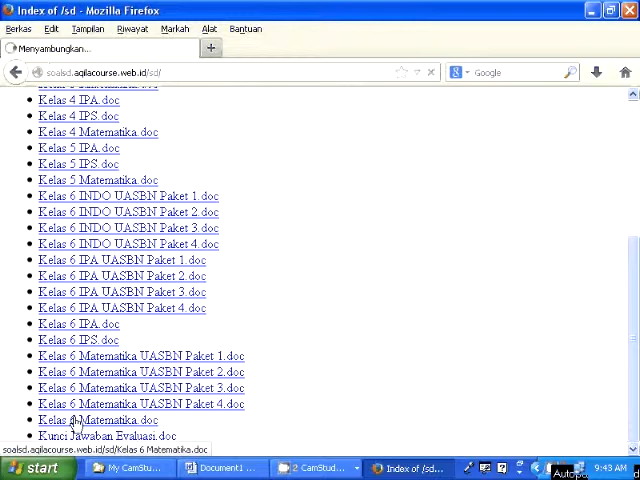 Index of /sd - Mozilla Firefox
Berkas Edit Tampilan Riwayat Markah Alat Bantuan
Menyambungkan...
soalsd.aqilacourse.web.id/sd/
Google
Kelas 4 IPA.doc
Kelas 4 IPS.doc
Kelas 4 Matematika.doc
Kelas 5 IPA.doc
Kelas 5 IPS.doc
Kelas 5 Matematika.doc
Kelas 6 INDO UASBN Paket 1.doc
Kelas 6 INDO UASBN Paket 2.doc
Kelas 6 INDO UASBN Paket 3.doc
Kelas 6 INDO UASBN Paket 4.doc
Kelas 6 IPA UASBN Paket 1.doc
Kelas 6 IPA UASBN Paket 2.doc
Kelas 6 IPA UASBN Paket 3.doc
Kelas 6 IPA UASBN Paket 4.doc
Kelas 6 IPA.doc
Kelas 6 IPS.doc
Kelas 6 Matematika UASBN Paket 1.doc
Kelas 6 Matematika UASBN Paket 2.doc
Kelas 6 Matematika UASBN Paket 3.doc
Kelas 6 Matematika UASBN Paket 4.doc
Kelas 6 Matematika.doc
Kunci Jawaban Evaluasi.doc
soalsd.aqilacourse.web.id/sd/Kelas 6 Matematika.doc
start My CamStu... Document1 ... 2 CamStud... Index of /sd... 9:43 AM